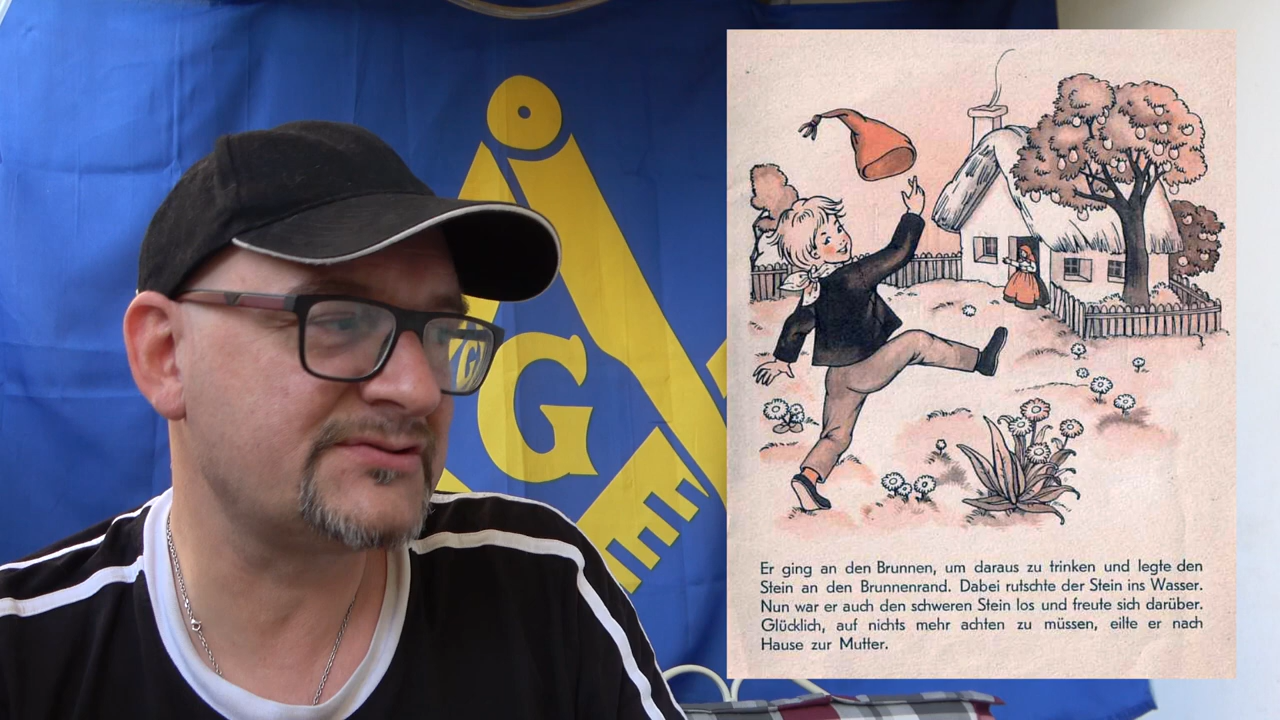 G
Er ging an den Brunnen, um daraus zu trinken und legte den
Stein an den Brunnenrand. Dabei rutschte der Stein ins Wasser.
Nun war er auch den schweren Stein los und freute sich darüber.
Glücklich, auf nichts mehr achten zu müssen, eilte er nach
Hause zur Mutter.